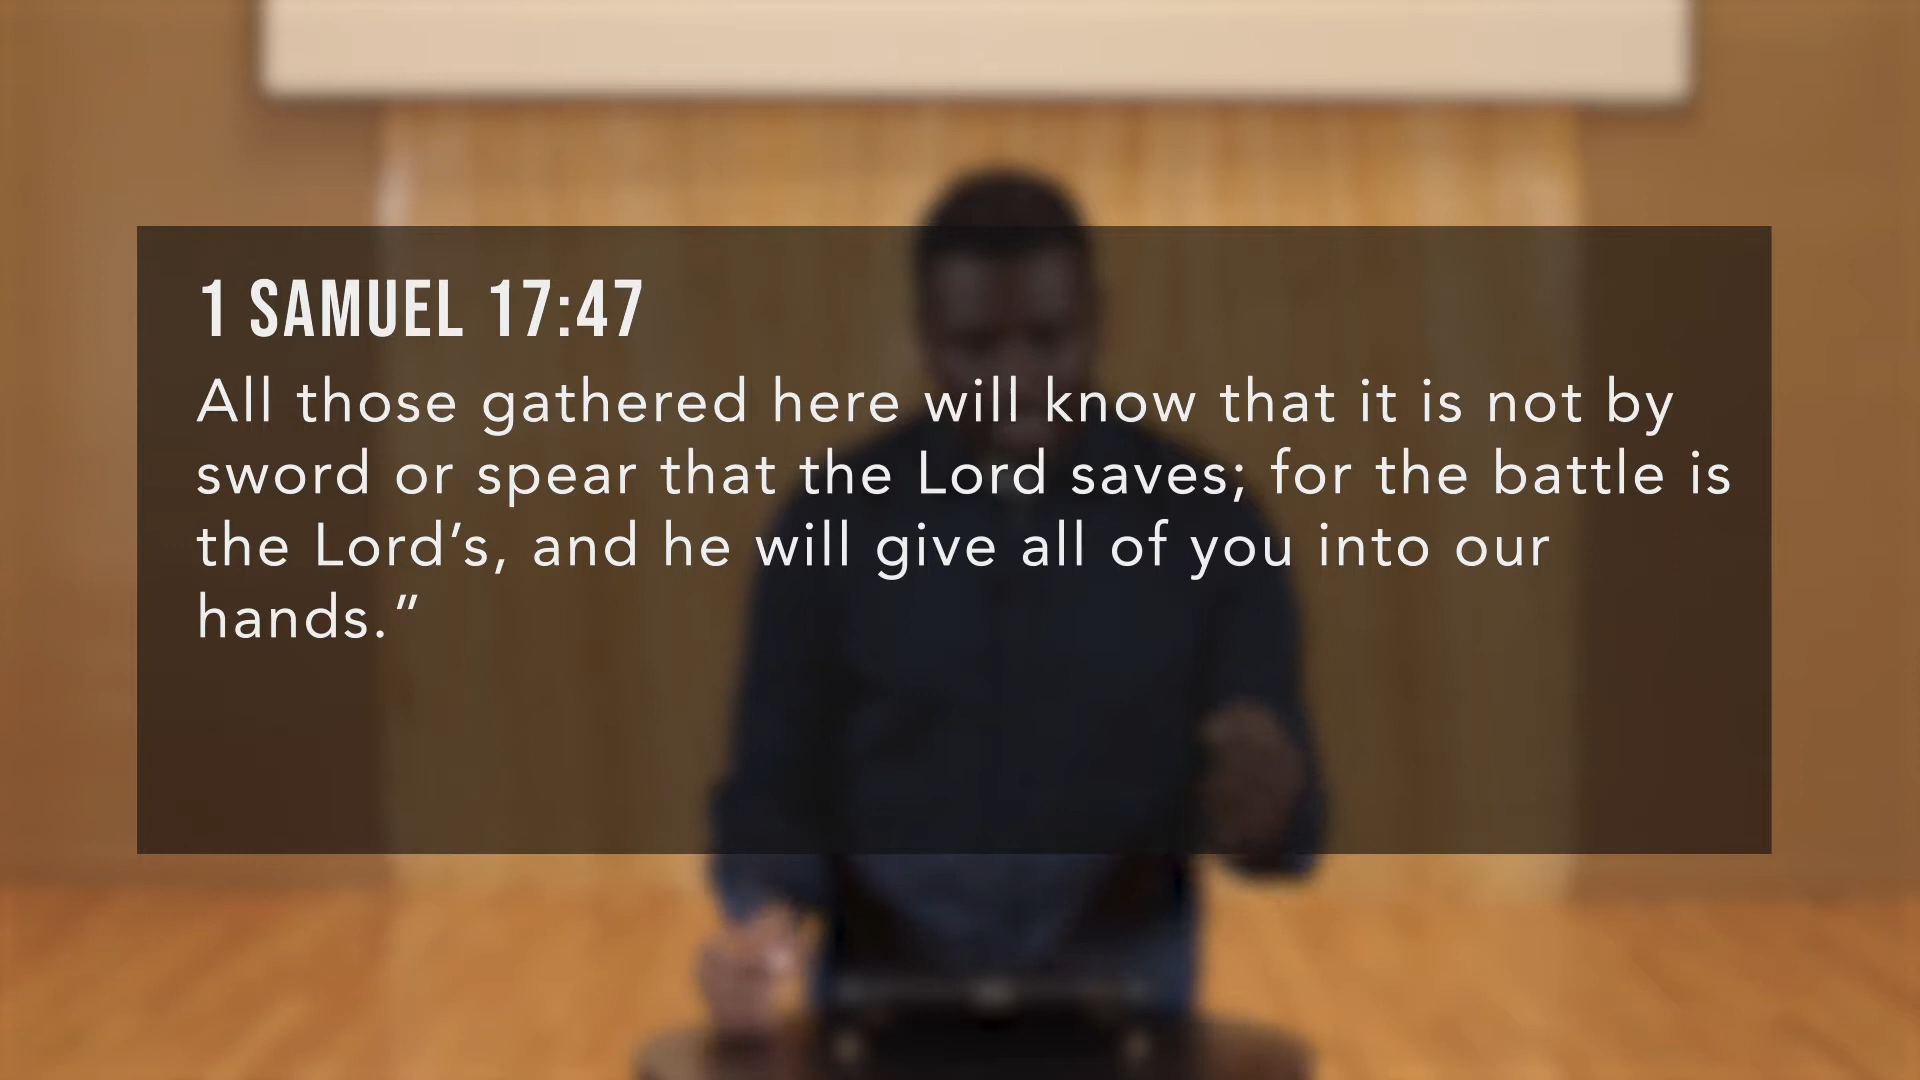 1 SAMUEL 17:47
All those gathered here will know that it is not by
sword or spear that the Lord saves; for the battle is
the Lord’s, and he will give all of you into our
hands.”